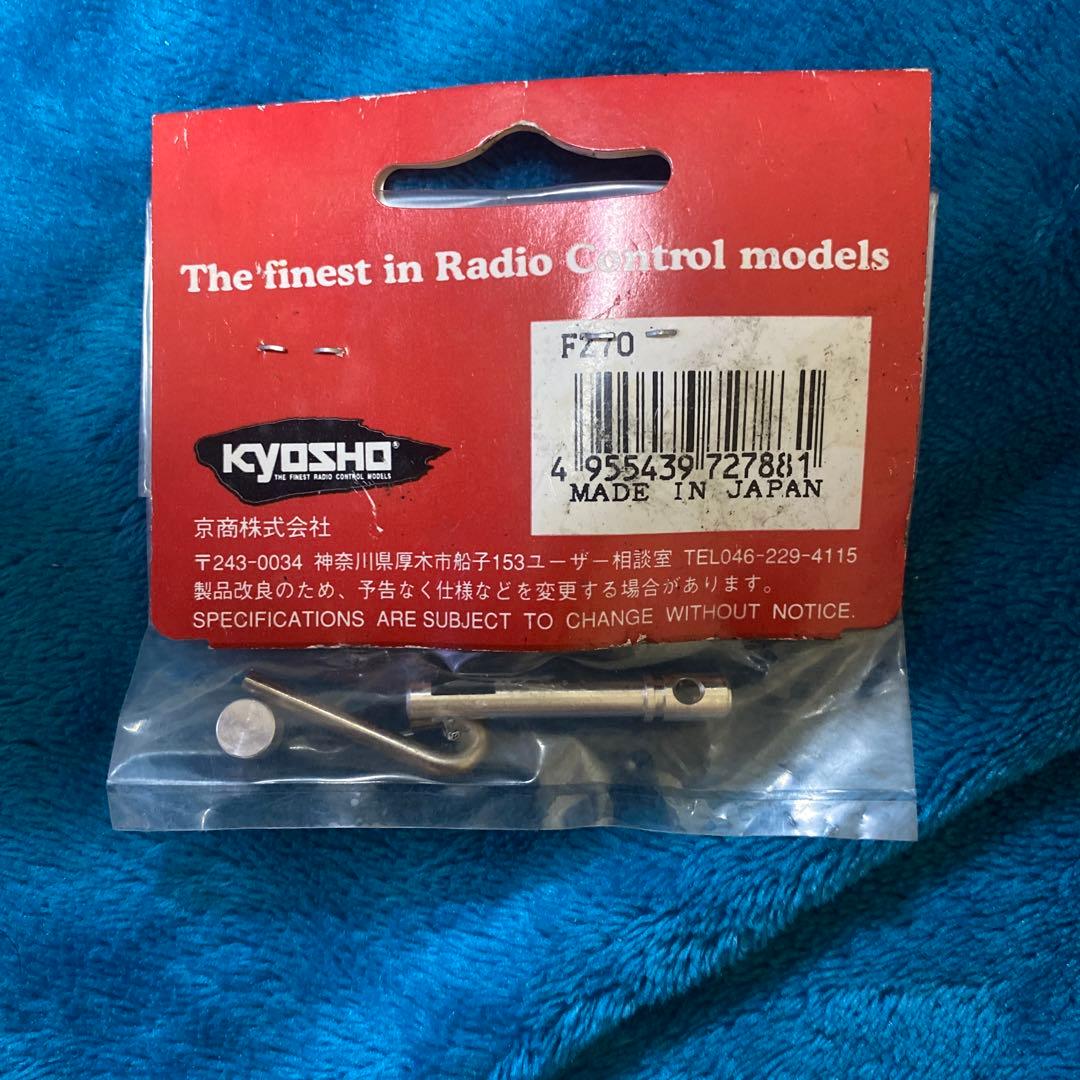 The finest in Radio Control models
FZ70
4 955439 727881
MADE IN JAPAN
KYOSHO®
THE FINEST RADIO CONTROL MODELS
京商株式会社
〒243-0034 神奈川県厚木市船子153ユーザー相談室 TEL046-229-4115
製品改良のため、予告なく仕様などを変更する場合があります。
SPECIFICATIONS ARE SUBJECT TO CHANGE WITHOUT NOTICE.